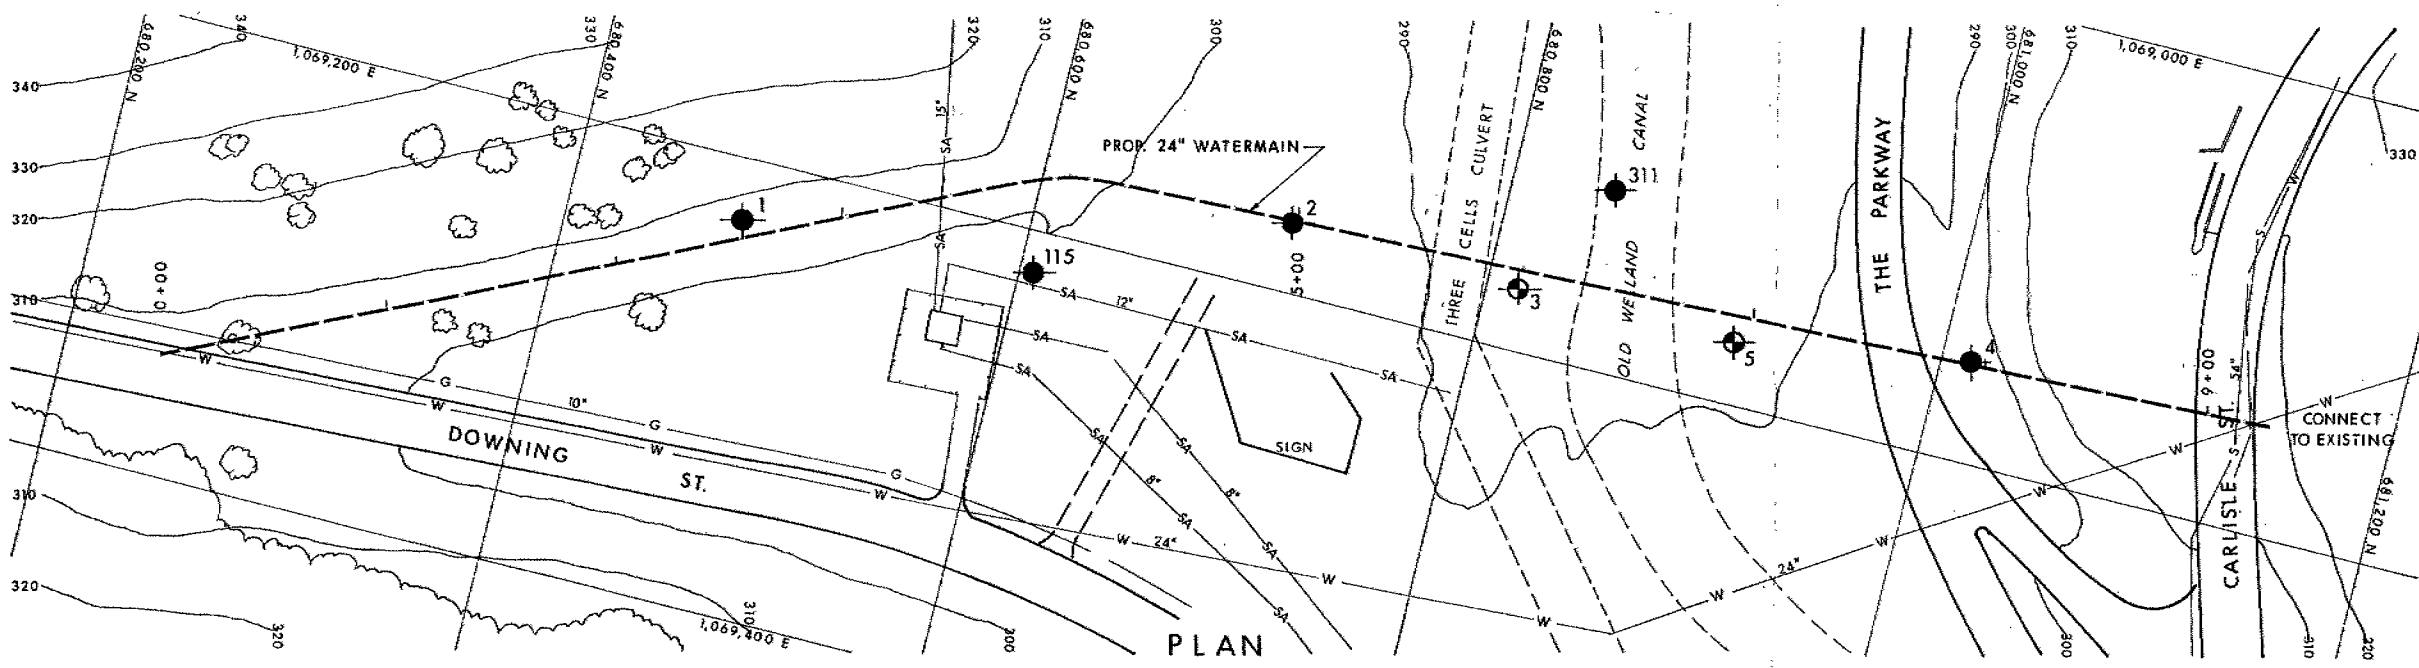 340
330
320
310
310
320
680,200 N
340
1,069,200 E
330
680,400 N
320
310
680,600 N
300
290
680,800 N
290
300
681,000 N
310
1,069,000 E
330
15"
SA
SA
PROP. 24" WATERMAIN
THREE CELLS CULVERT
OLD WELLAND CANAL
THE PARKWAY
W
S
1
2
311
115
3
5
4
0+00
5+00
9+00
54"
SA
12"
SA
SA
SA
SA
W
G
10"
G
G
W
W
W
DOWNING ST.
SIGN
SA
SA
8"
8"
SA
SA
SA
W
24"
W
W
W
24"
W
W
W
W
S
CONNECT
TO EXISTING
CARLISLE ST.
681,200 N
320
310
1,069,400 E
300
300
310
320
PLAN